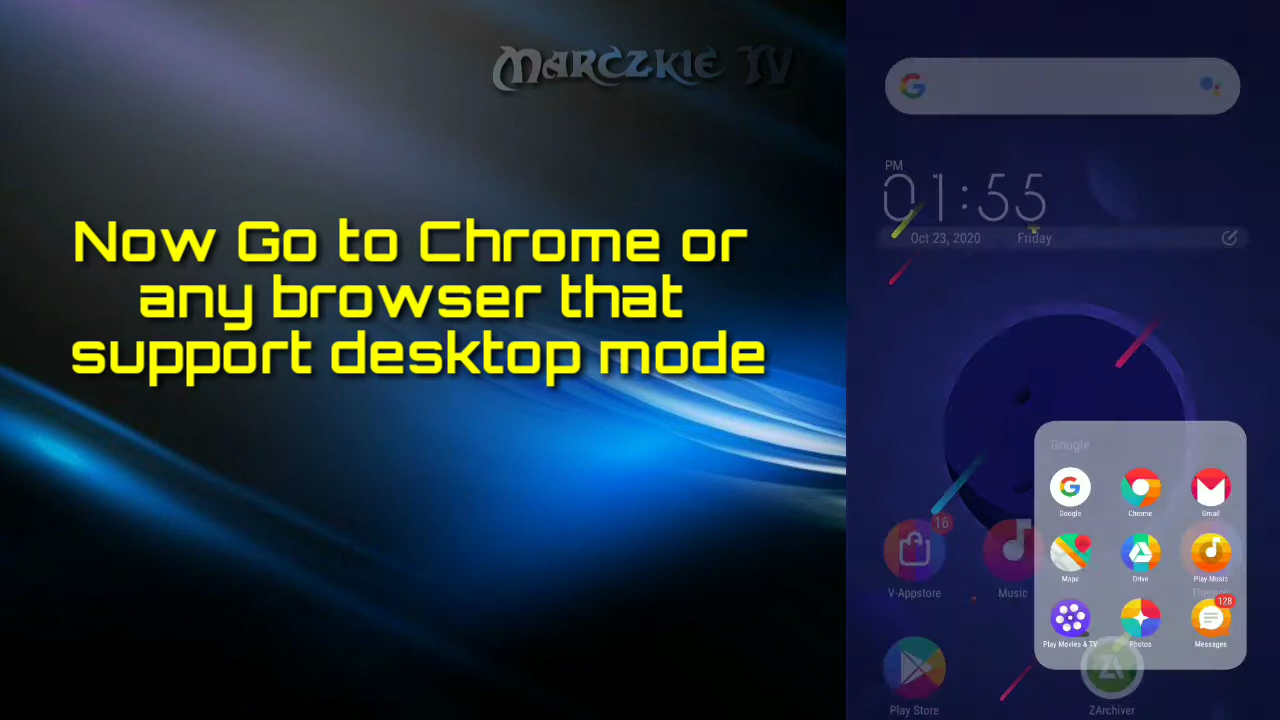 MARCZKIE TV
Now Go to Chrome or
any browser that
support desktop mode
PM
01:55
Oct 23, 2020 Friday
Google
Google Chrome Gmail
Maps Drive Play Music
Themes
16
V-Appstore Music
128
Play Movies & TV Photos Messages
Play Store ZArchiver